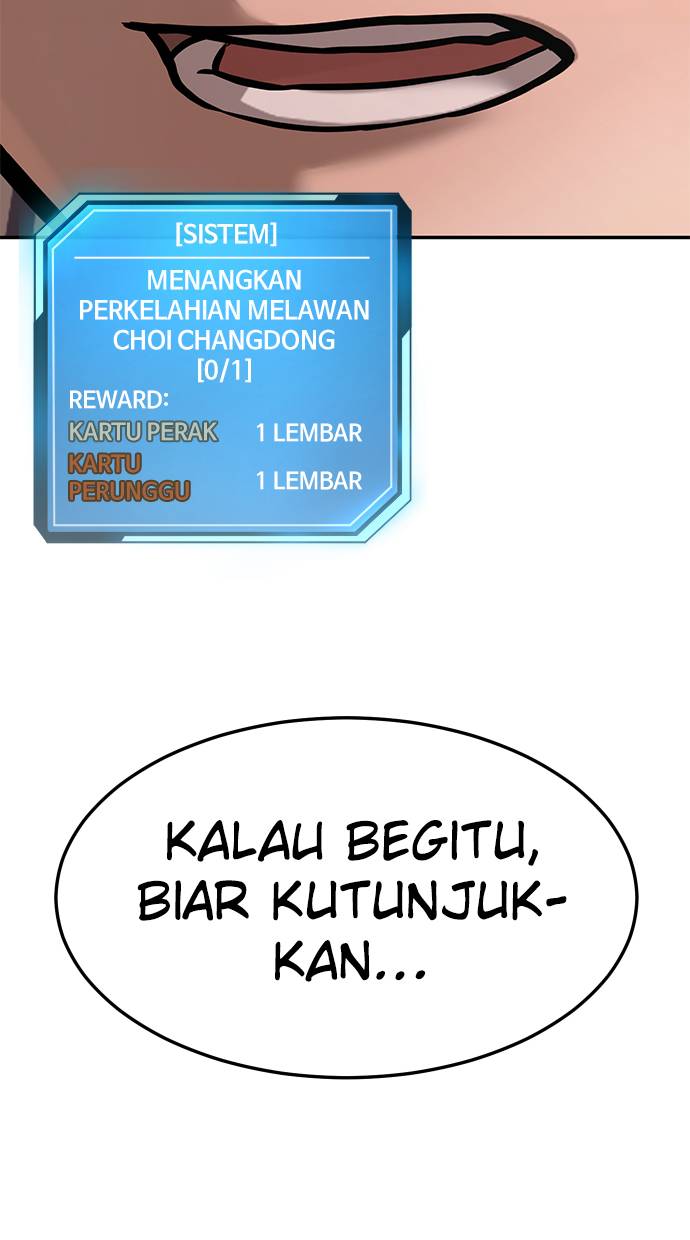 [SISTEM]
MENANGKAN
PERKELAHIAN MELAWAN
CHOI CHANGDONG
[0/1]
REWARD:
KARTU PERAK 1 LEMBAR
KARTU
PERUNGGU 1 LEMBAR
KALAU BEGITU,
BIAR KUTUNJUK-
KAN...